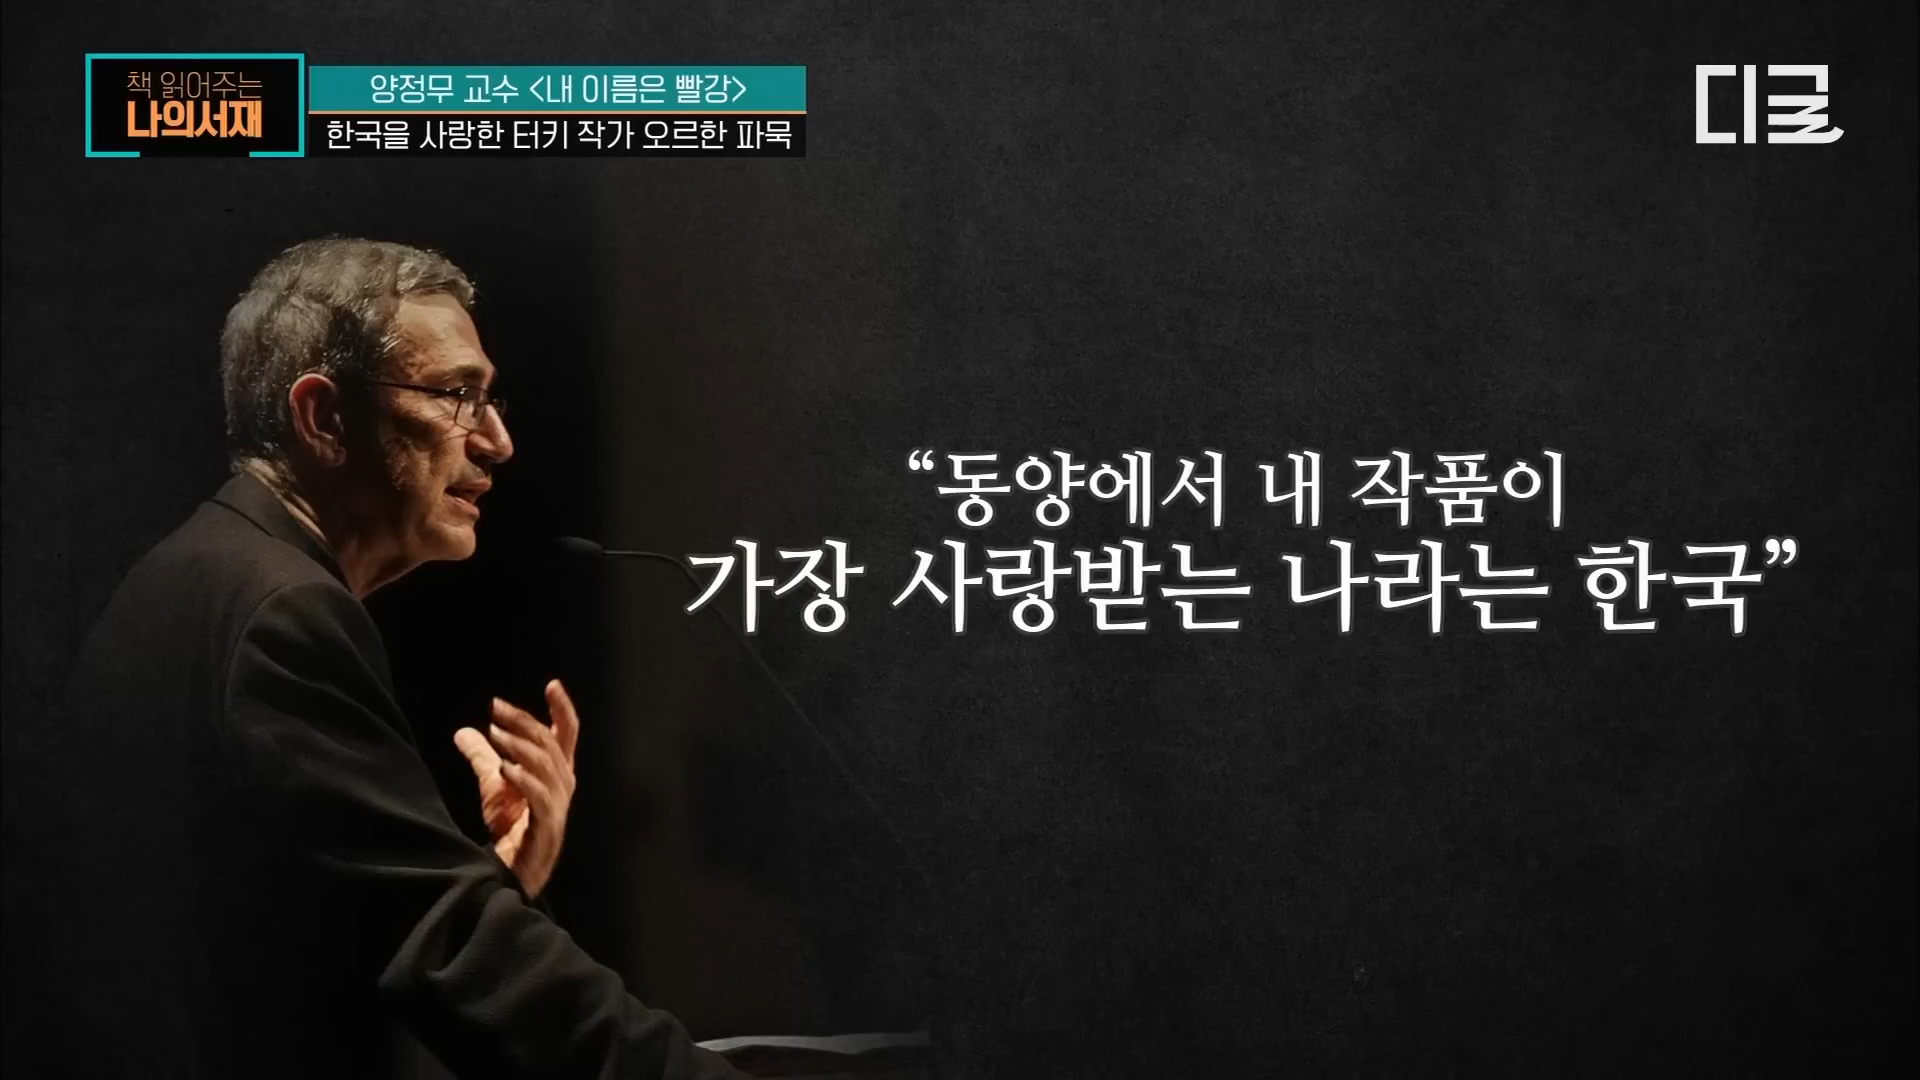 책 읽어주는
나의서재
양정무 교수 <내 이름은 빨강>
한국을 사랑한 터키 작가 오르한 파묵
디글
“동양에서 내 작품이
가장 사랑받는 나라는 한국”